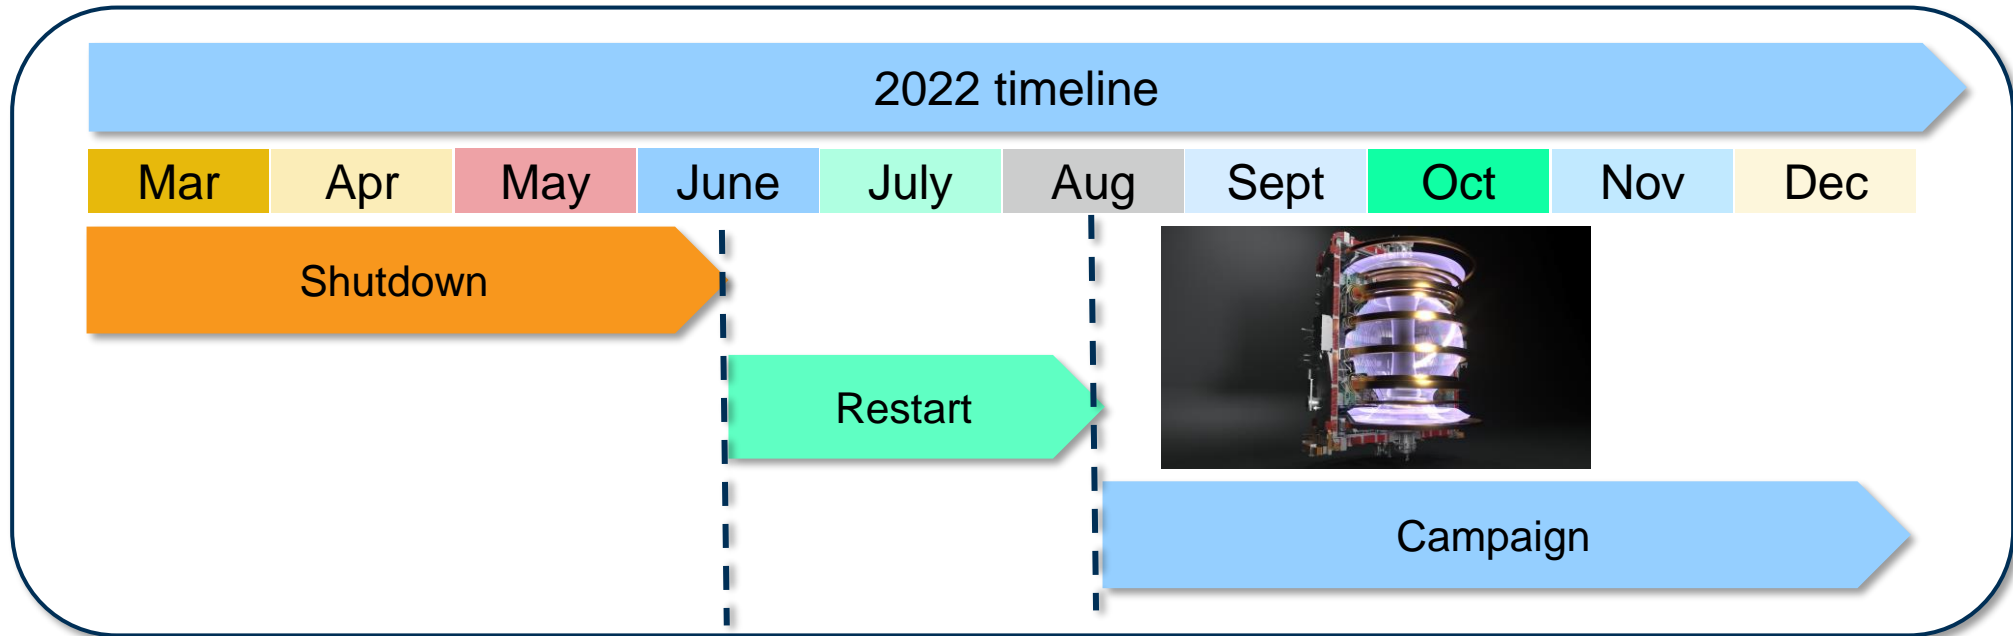 2022 timeline
Mar Apr May June July Aug Sept Oct Nov Dec
Shutdown
Restart
Campaign